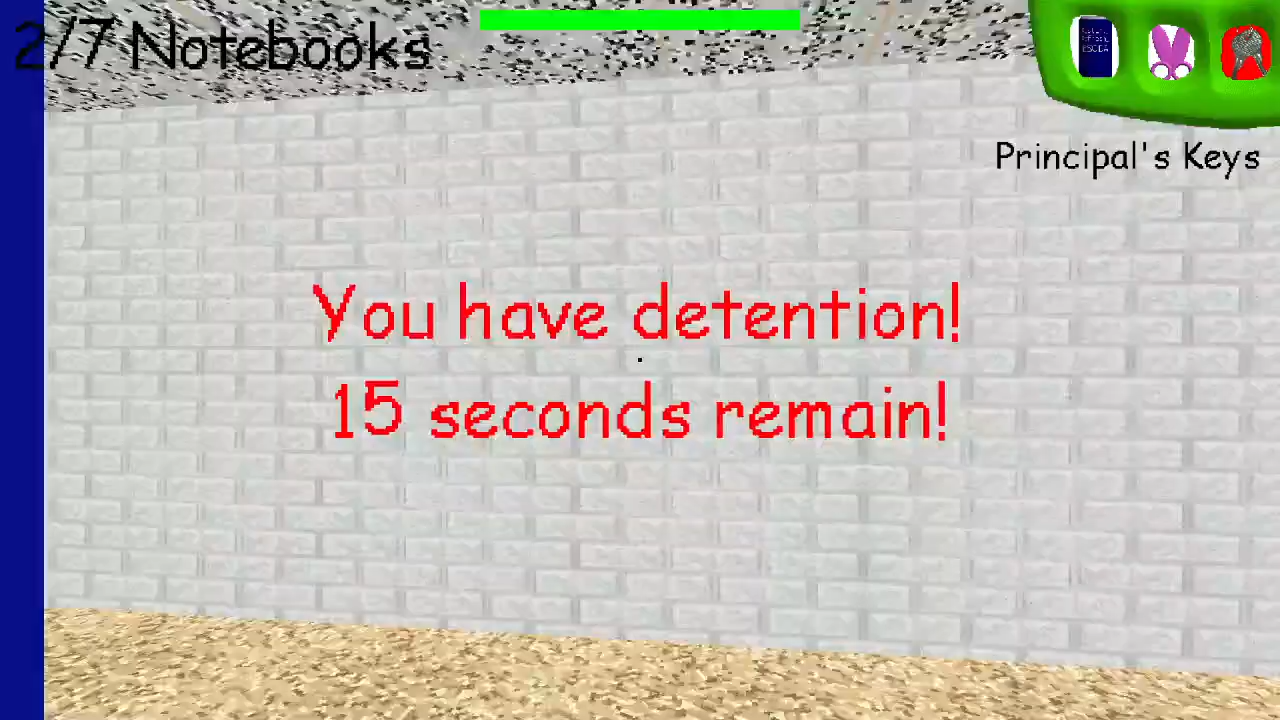 2/7 Notebooks
Principal's Keys
You have detention!
15 seconds remain!